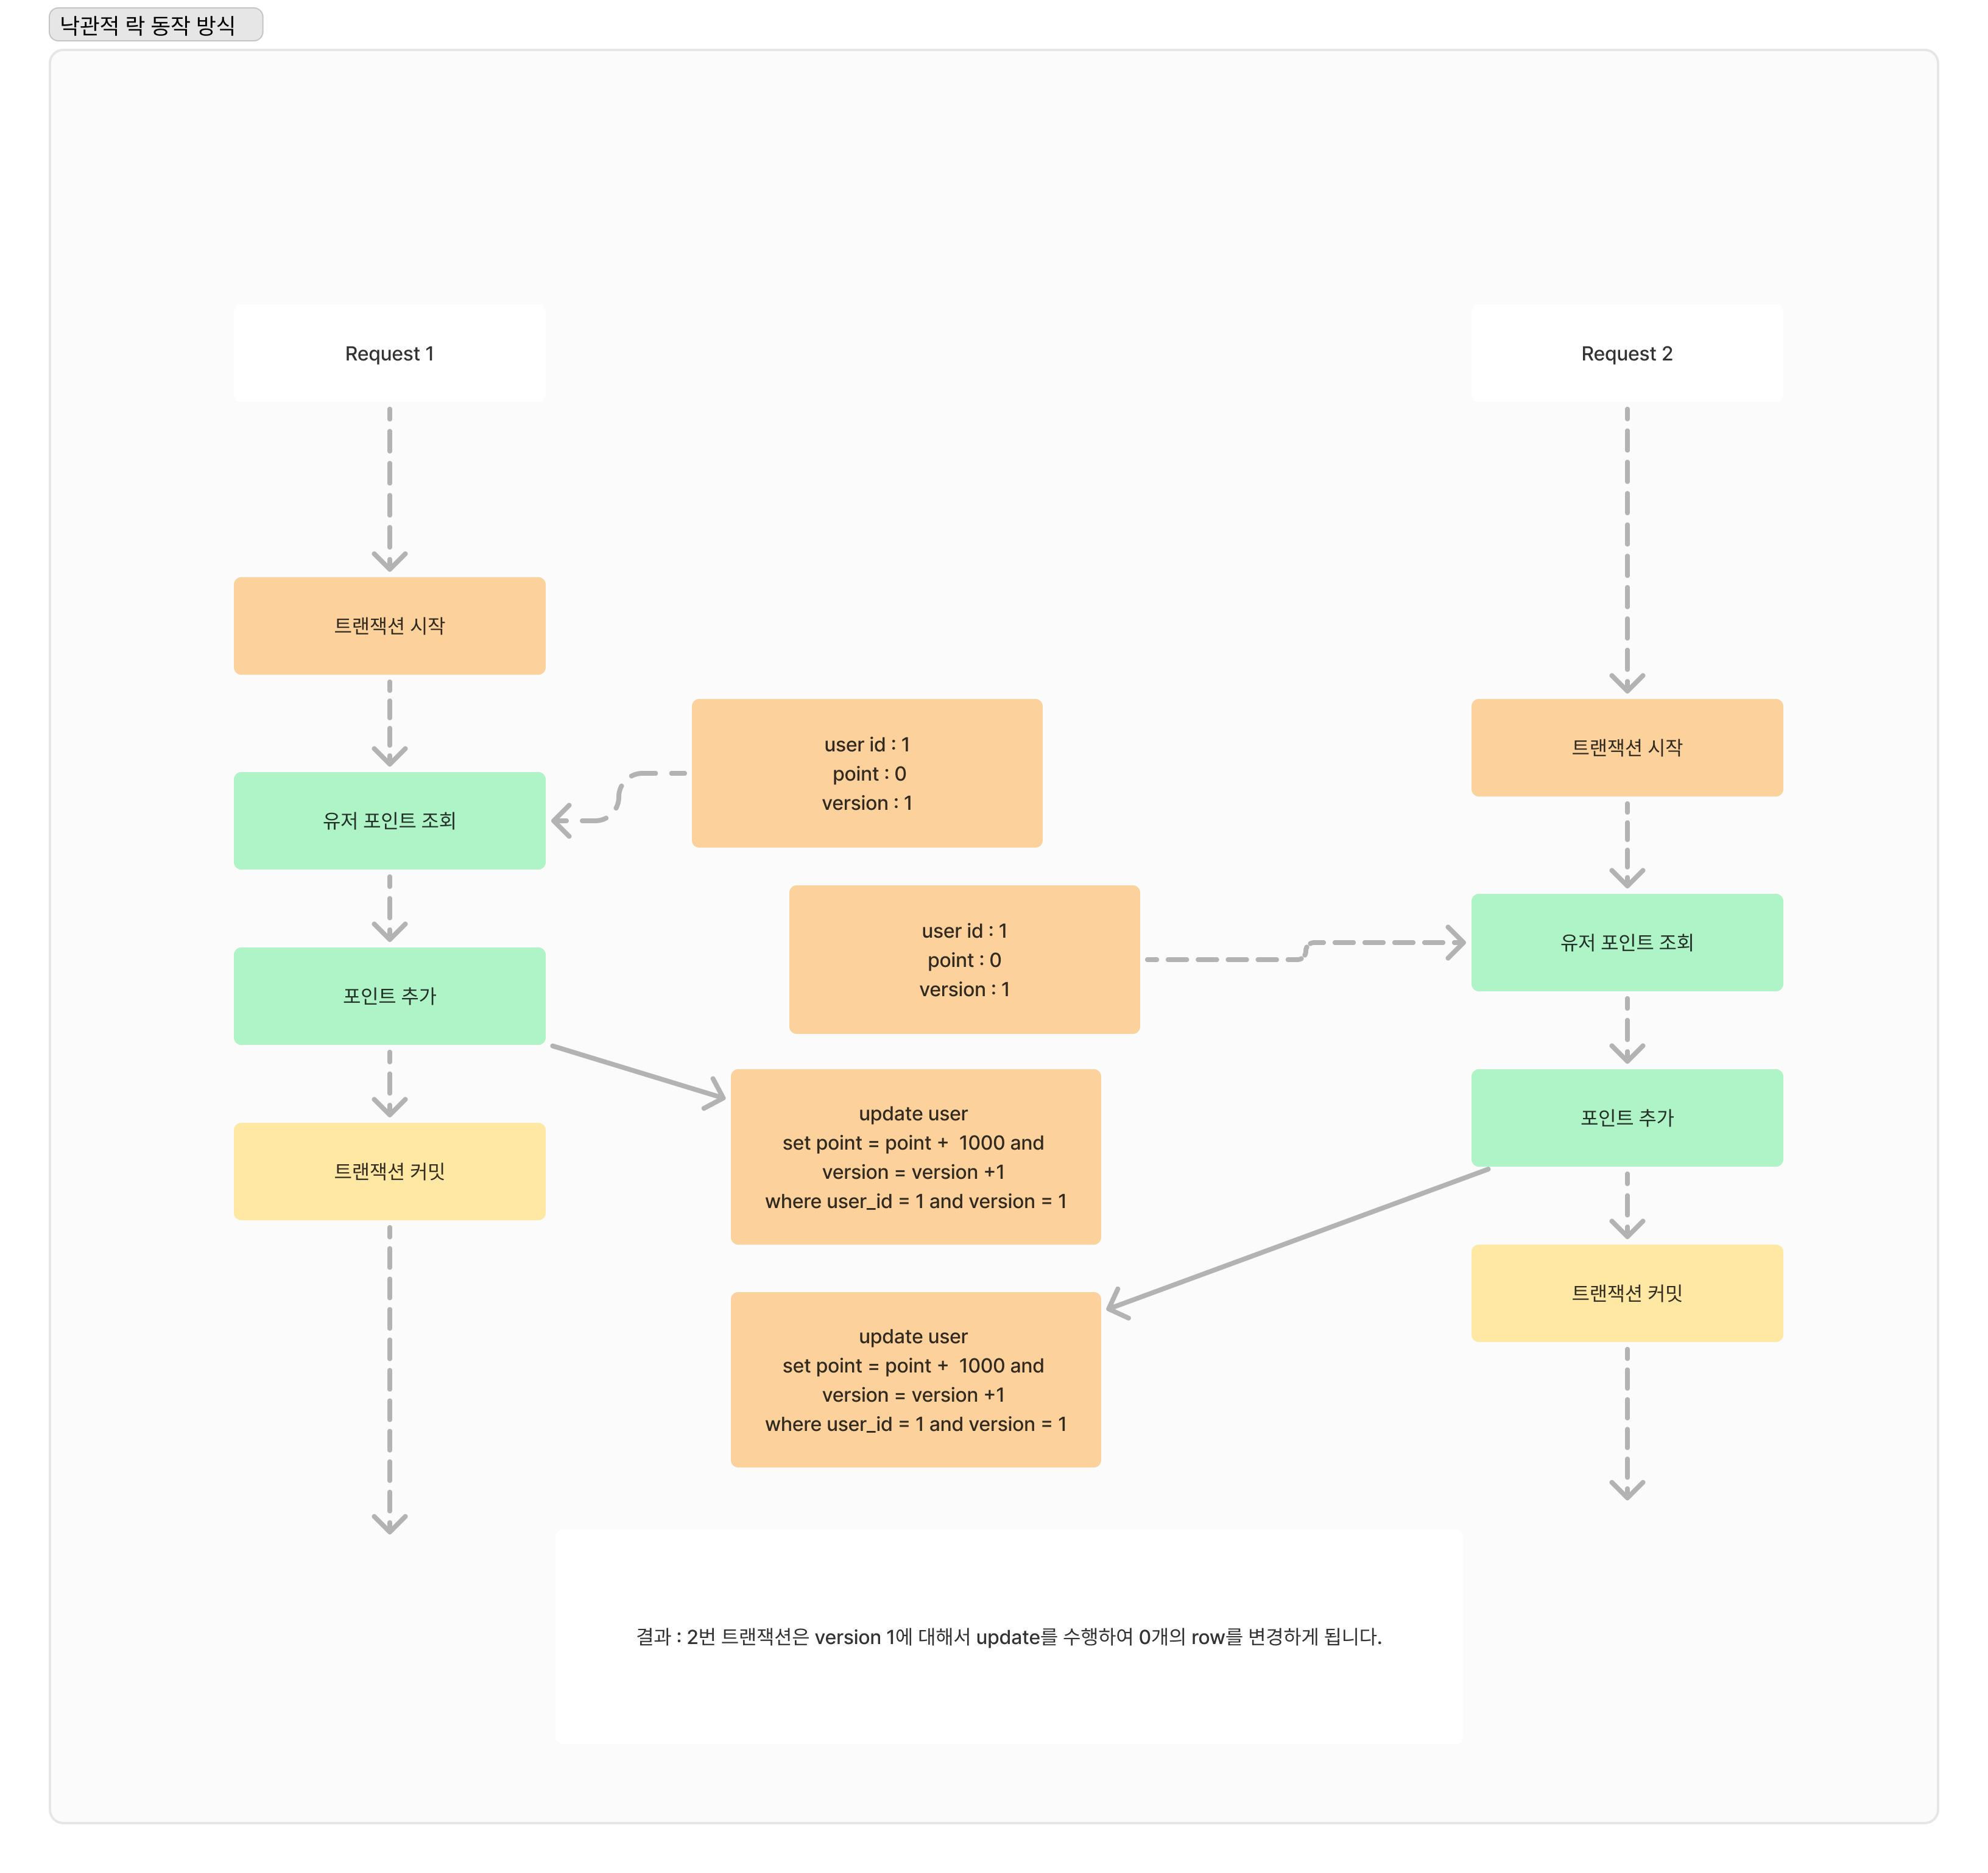 낙관적 락 동작 방식
Request 1
Request 2
트랜잭션 시작
user id : 1
point : 0
version : 1
트랜잭션 시작
유저 포인트 조회
user id : 1
point : 0
version : 1
유저 포인트 조회
포인트 추가
update user
set point = point +  1000 and
version = version +1
where user_id = 1 and version = 1
포인트 추가
트랜잭션 커밋
update user
set point = point +  1000 and
version = version +1
where user_id = 1 and version = 1
트랜잭션 커밋
결과 : 2번 트랜잭션은 version 1에 대해서 update를 수행하여 0개의 row를 변경하게 됩니다.